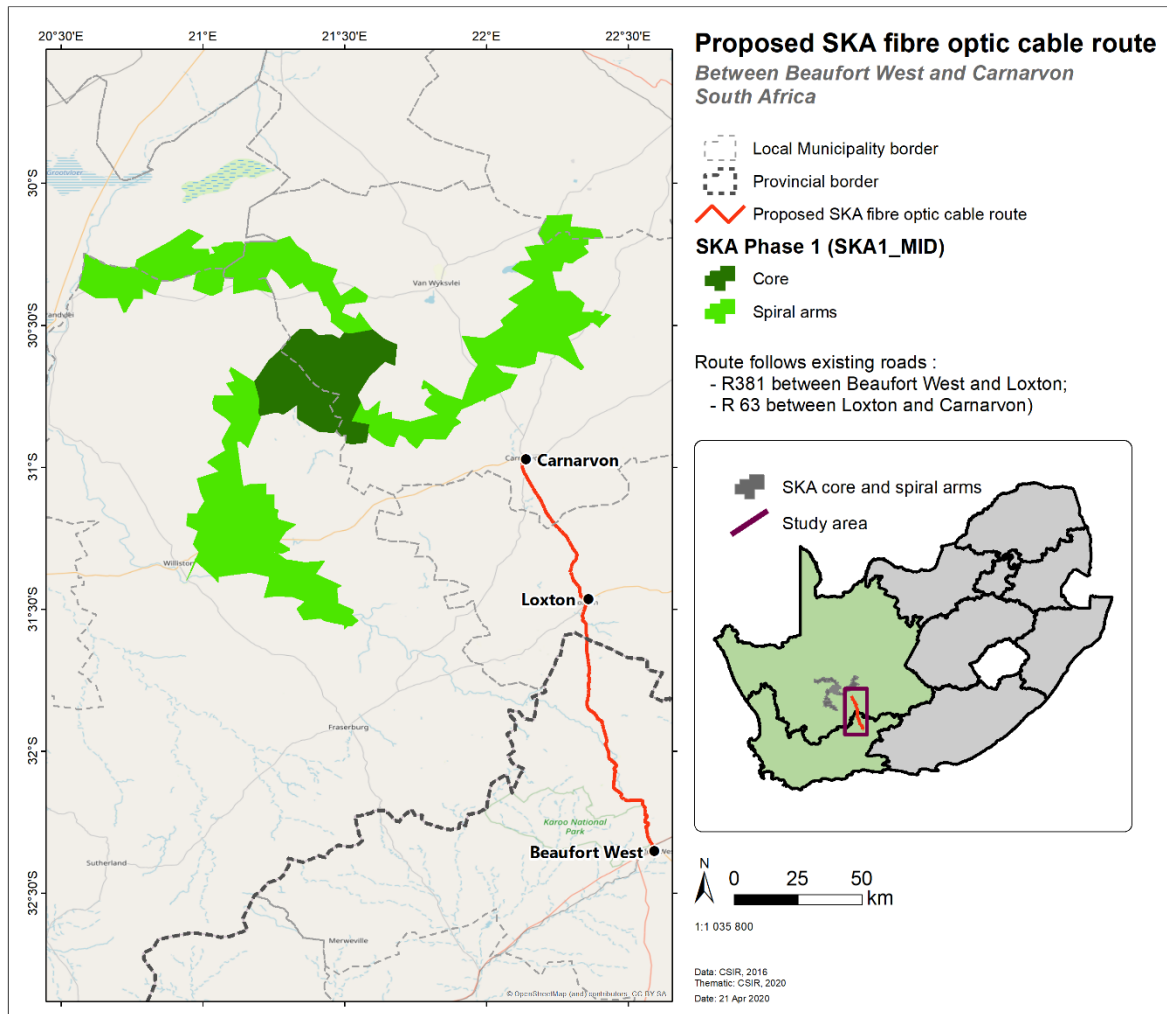 20°30'E
21°E
21°30'E
22°E
22°30'E
30°S
30°30'S
31°S
31°30'S
32°S
32°30'S
Grootvloer
Van Wyksvlei
Carnarvon
Loxton
Williston
Fraserburg
Karoo National
Park
Beaufort West
Sutherland
Merweville
© OpenStreetMap (and) contributors, CC BY SA
Proposed SKA fibre optic cable route
Between Beaufort West and Carnarvon
South Africa
Local Municipality border
Provincial border
Proposed SKA fibre optic cable route
SKA Phase 1 (SKA1_MID)
Core
Spiral arms
Route follows existing roads :
- R381 between Beaufort West and Loxton;
- R 63 between Loxton and Carnarvon)
SKA core and spiral arms
Study area
N
0 25 50
km
1:1 035 800
Data: CSIR, 2016
Thematic: CSIR, 2020
Date: 21 Apr 2020